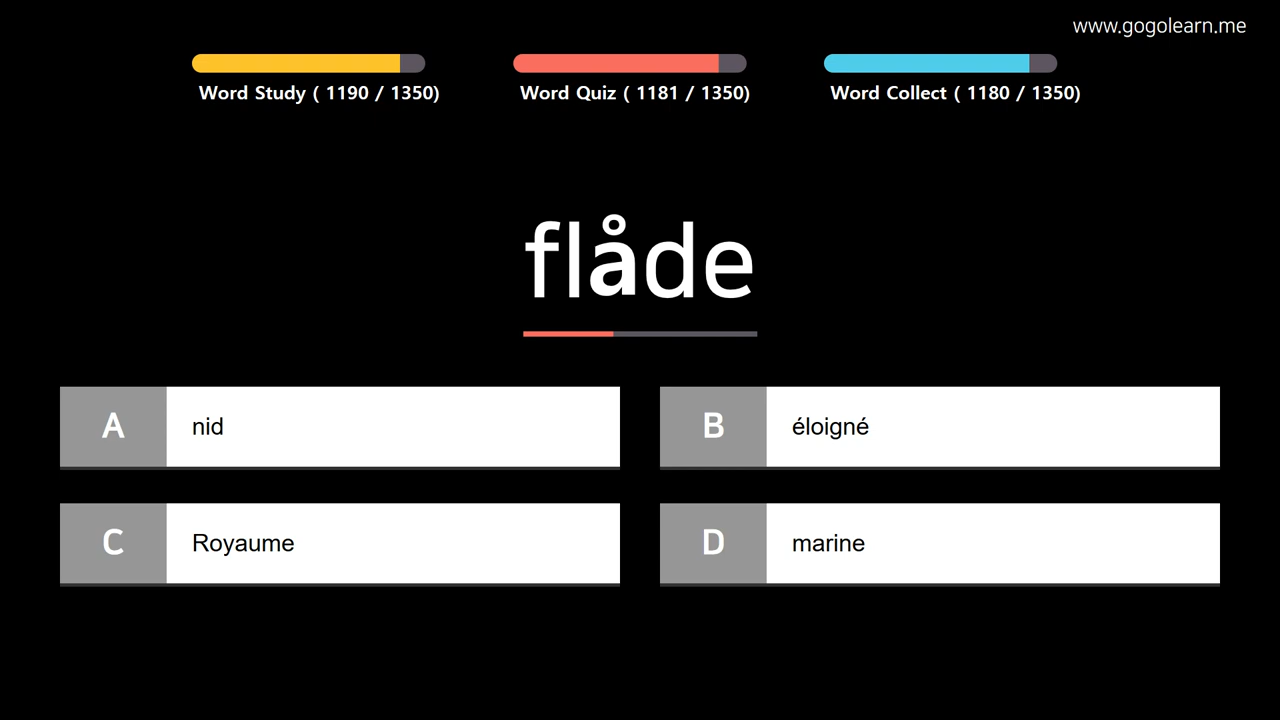 www.gogolearn.me
Word Study ( 1190 / 1350)
Word Quiz ( 1181 / 1350)
Word Collect ( 1180 / 1350)
flåde
A nid
B éloigné
C Royaume
D marine